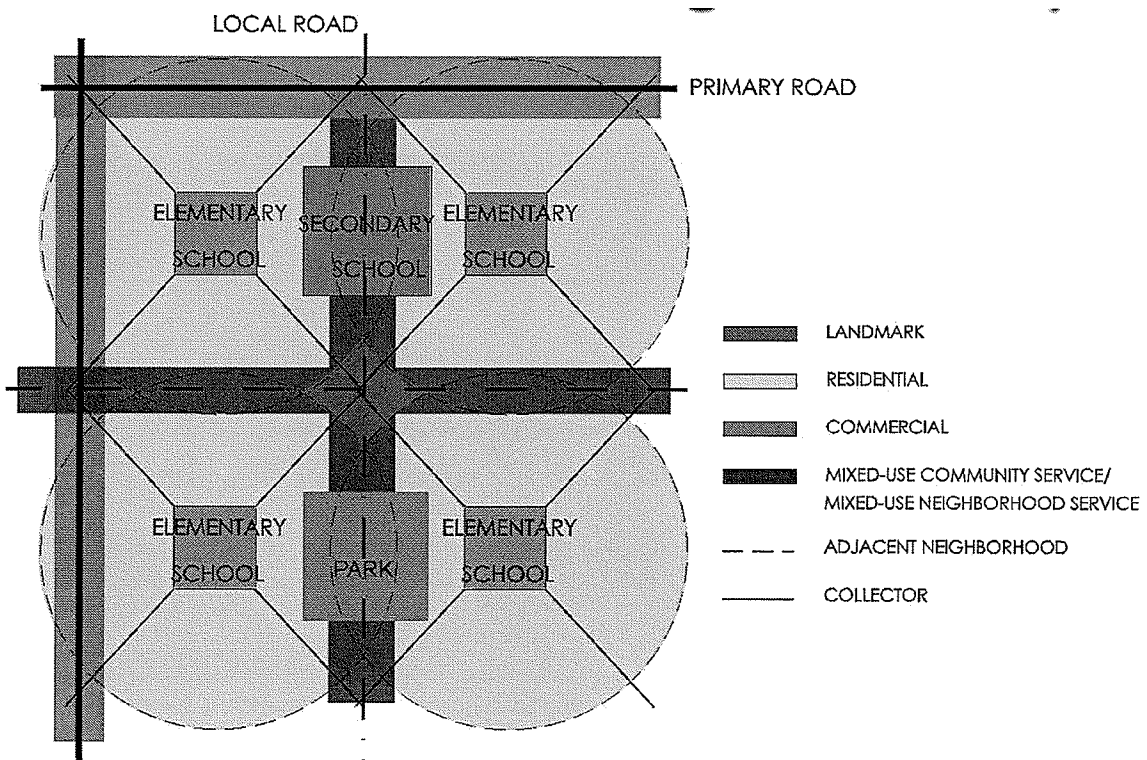 LOCAL ROAD
PRIMARY ROAD
ELEMENTARY
SCHOOL
SECONDARY
SCHOOL
ELEMENTARY
SCHOOL
LANDMARK
RESIDENTIAL
COMMERCIAL
MIXED-USE COMMUNITY SERVICE/
MIXED-USE NEIGHBORHOOD SERVICE
ADJACENT NEIGHBORHOOD
COLLECTOR
ELEMENTARY
SCHOOL
PARK
ELEMENTARY
SCHOOL